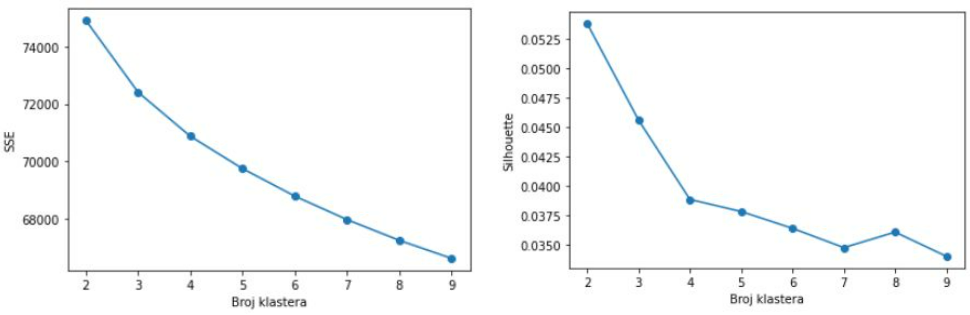 74000
72000
70000
68000
SSE
2 3 4 5 6 7 8 9
Broj klastera
0.0525
0.0500
0.0475
0.0450
0.0425
0.0400
0.0375
0.0350
Silhouette
2 3 4 5 6 7 8 9
Broj klastera